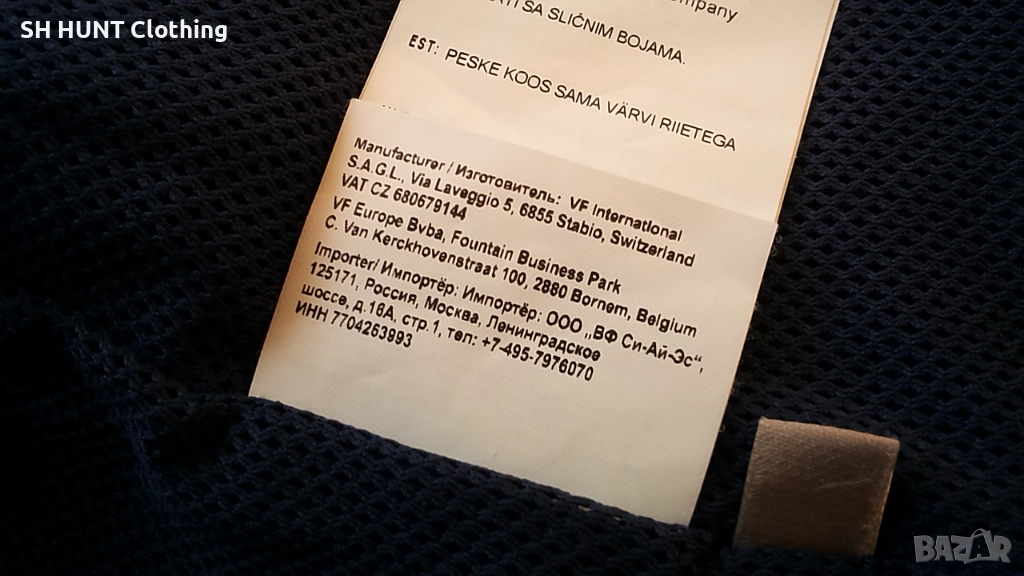 SH HUNT Clothing
ompany
ATI SA SLIČNIM BOJAMA.
EST: PESKE KOOS SAMA VÄRVI RIIETEGA
Manufacturer / Изготовитель: VF International
S.A.G.L., Via Laveggio 5, 6855 Stabio, Switzerland
VAT CZ 680679144
VF Europe Bvba, Fountain Business Park
C. Van Kerckhovenstraat 100, 2880 Bornem, Belgium
Importer/ Импортёр: Импортёр: ООО „ВФ Си-Ай-Эс“,
125171, Россия, Москва, Ленинградское
шоссе, д.16А, стр.1, тел: +7-495-7976070
ИНН 7704263993
BAZAR